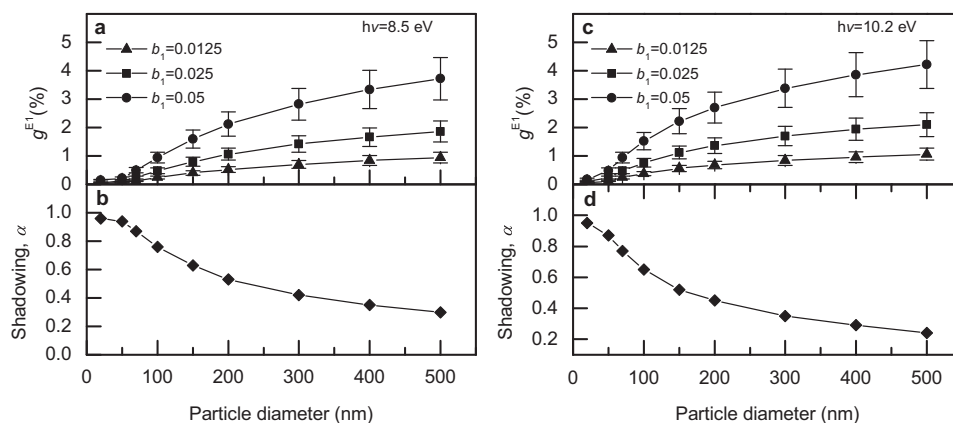 a
hν=8.5 eV
b₁=0.0125
b₁=0.025
b₁=0.05
gᴱ¹(%)
5
4
3
2
1
0
b
Shadowing, α
1.0
0.8
0.6
0.4
0.2
0.0
0 100 200 300 400 500
Particle diameter (nm)
c
hν=10.2 eV
b₁=0.0125
b₁=0.025
b₁=0.05
gᴱ¹(%)
5
4
3
2
1
0
d
Shadowing, α
1.0
0.8
0.6
0.4
0.2
0 100 200 300 400 500
Particle diameter (nm)